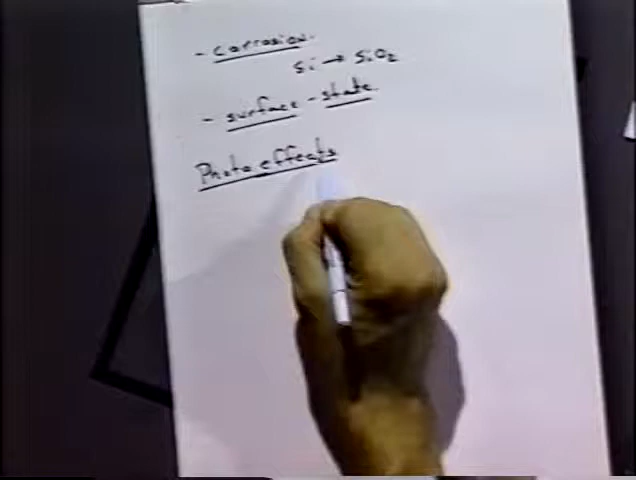 - corrosion.
Si → SiO₂
- surface - state.
Photo effects